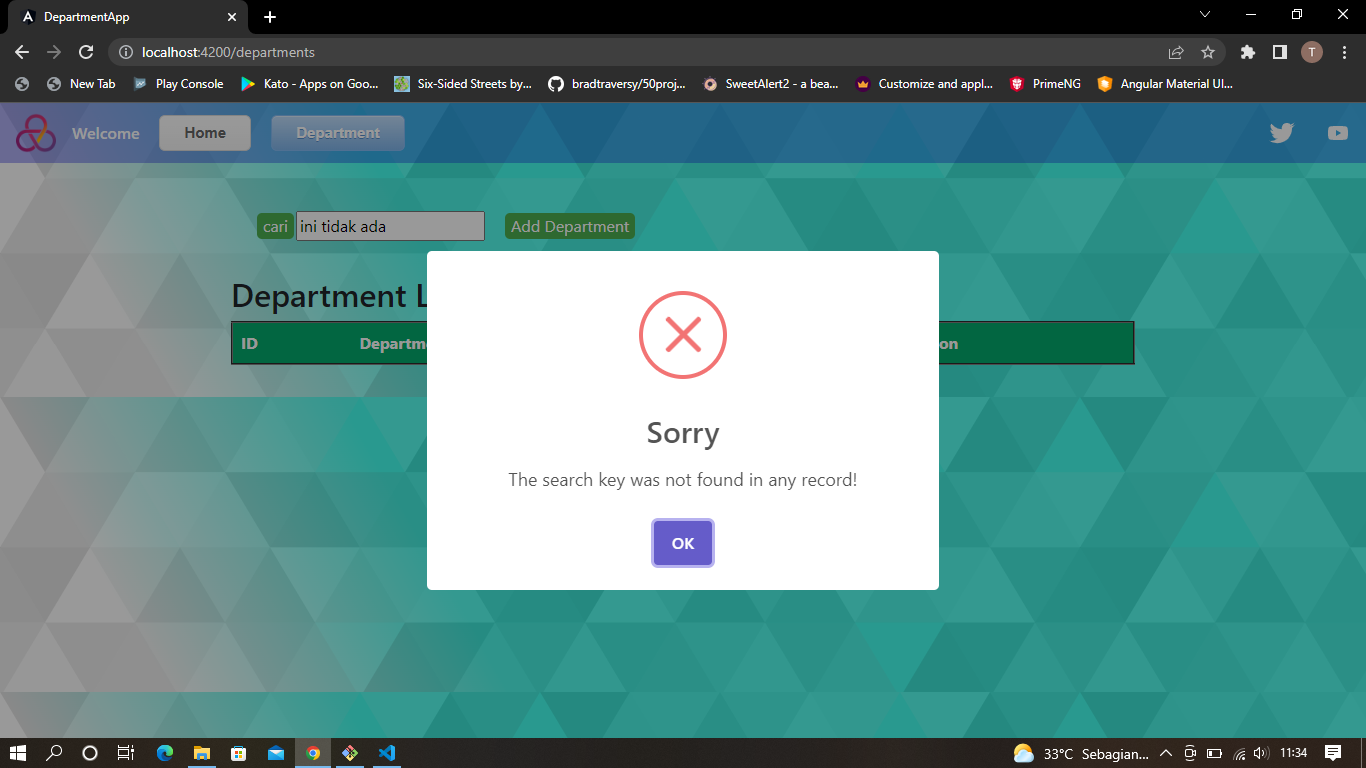 DepartmentApp
localhost:4200/departments
New Tab
Play Console
Kato - Apps on Goo...
Six-Sided Streets by...
bradtraversy/50proj...
SweetAlert2 - a bea...
Customize and appl...
PrimeNG
Angular Material UI...
T
Welcome
Home
Department
cari
ini tidak ada
Add Department
Department L
ID
Departme
on
Sorry
The search key was not found in any record!
OK
33°C Sebagian...
11:34